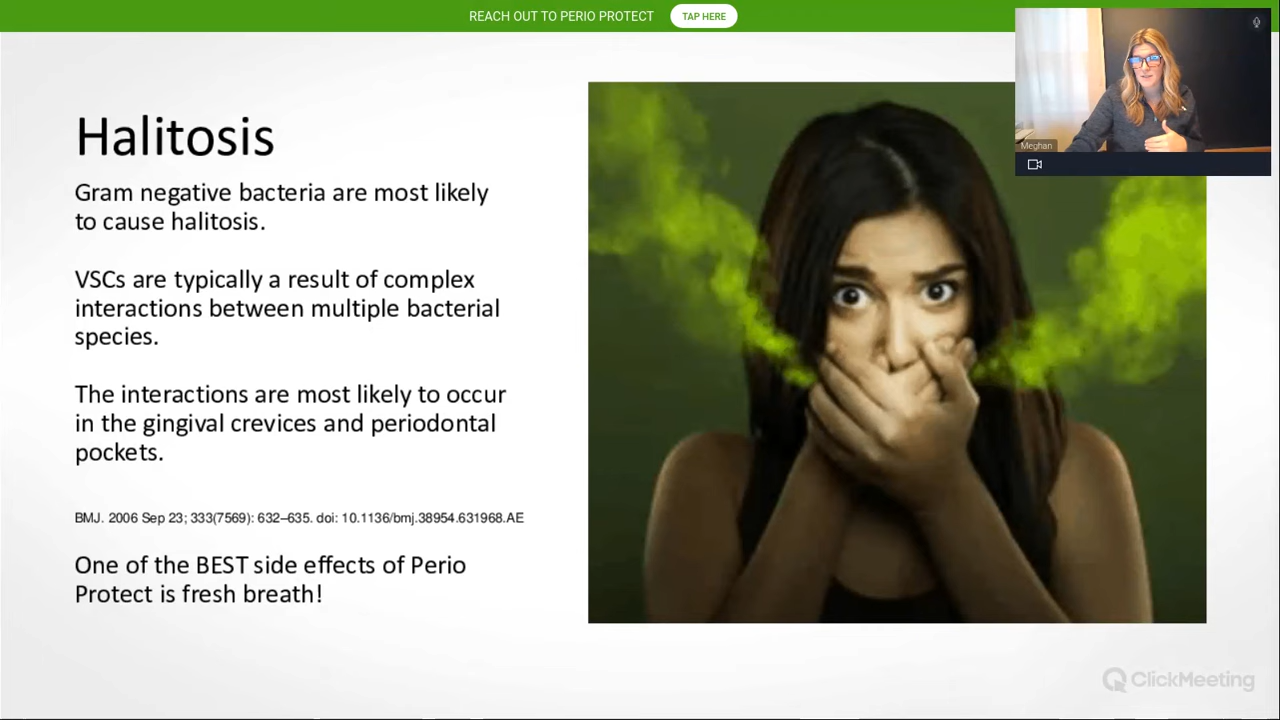 REACH OUT TO PERIO PROTECT
TAP HERE
Meghan
Halitosis
Gram negative bacteria are most likely
to cause halitosis.
VSCs are typically a result of complex
interactions between multiple bacterial
species.
The interactions are most likely to occur
in the gingival crevices and periodontal
pockets.
BMJ. 2006 Sep 23; 333(7569): 632–635. doi: 10.1136/bmj.38954.631968.AE
One of the BEST side effects of Perio
Protect is fresh breath!
ClickMeeting